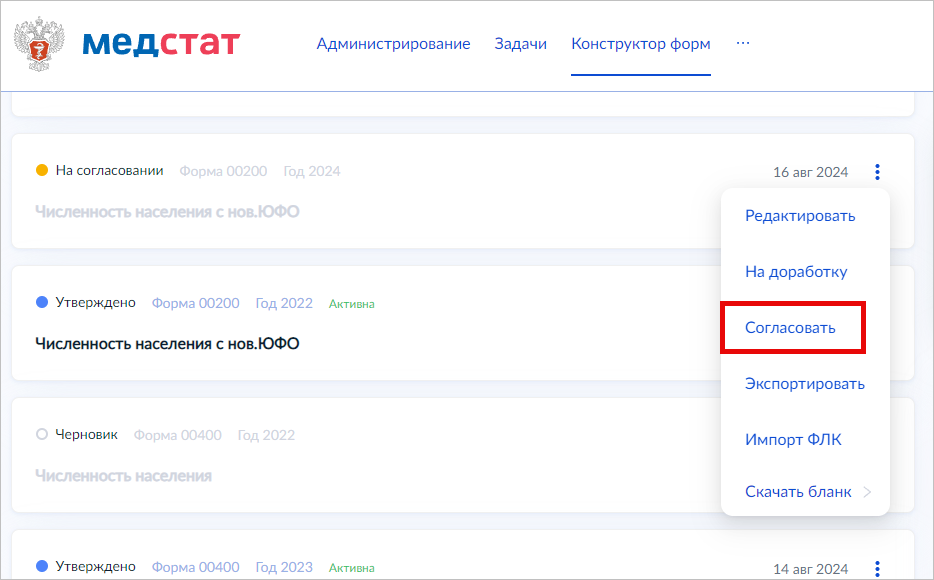 медстат
Администрирование Задачи Конструктор форм ...
На согласовании Форма 00200 Год 2024 16 авг 2024
Численность населения с нов.ЮФО
Редактировать
На доработку
Утверждено Форма 00200 Год 2022 Активна
Согласовать
Численность населения с нов.ЮФО
Экспортировать
Черновик Форма 00400 Год 2022
Импорт ФЛК
Численность населения
Скачать бланк
Утверждено Форма 00400 Год 2023 Активна 14 авг 2024